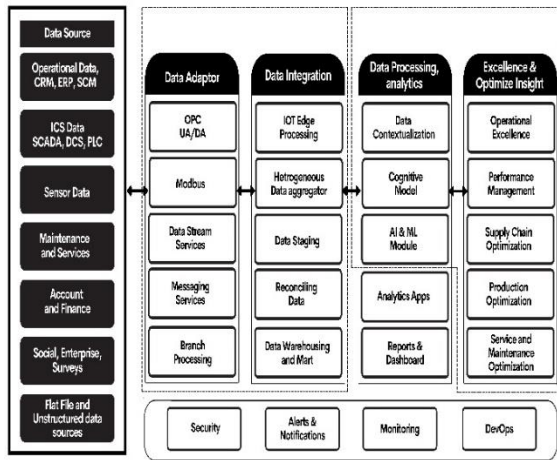 Data Source
Operational Data,
CRM, ERP, SCM
ICS Data
SCADA, DCS, PLC
Sensor Data
Maintenance
and Services
Account
and Finance
Social, Enterprise,
Surveys
Flat File and
Unstructured data
sources
Data Adaptor
OPC
UA/DA
Modbus
Data Stream
Services
Messaging
Services
Branch
Processing
Data Integration
IOT Edge
Processing
Hetrogeneous
Data aggregator
Data Staging
Reconciling
Data
Data Warehousing
and Mart
Data Processing,
analytics
Data
Contextualization
Cognitive
Model
AI & ML
Module
Analytics Apps
Reports &
Dashboard
Excellence &
Optimize Insight
Operational
Excellence
Performance
Management
Supply Chain
Optimization
Production
Optimization
Service and
Maintenance
Optimization
Security
Alerts &
Notifications
Monitoring
DevOps